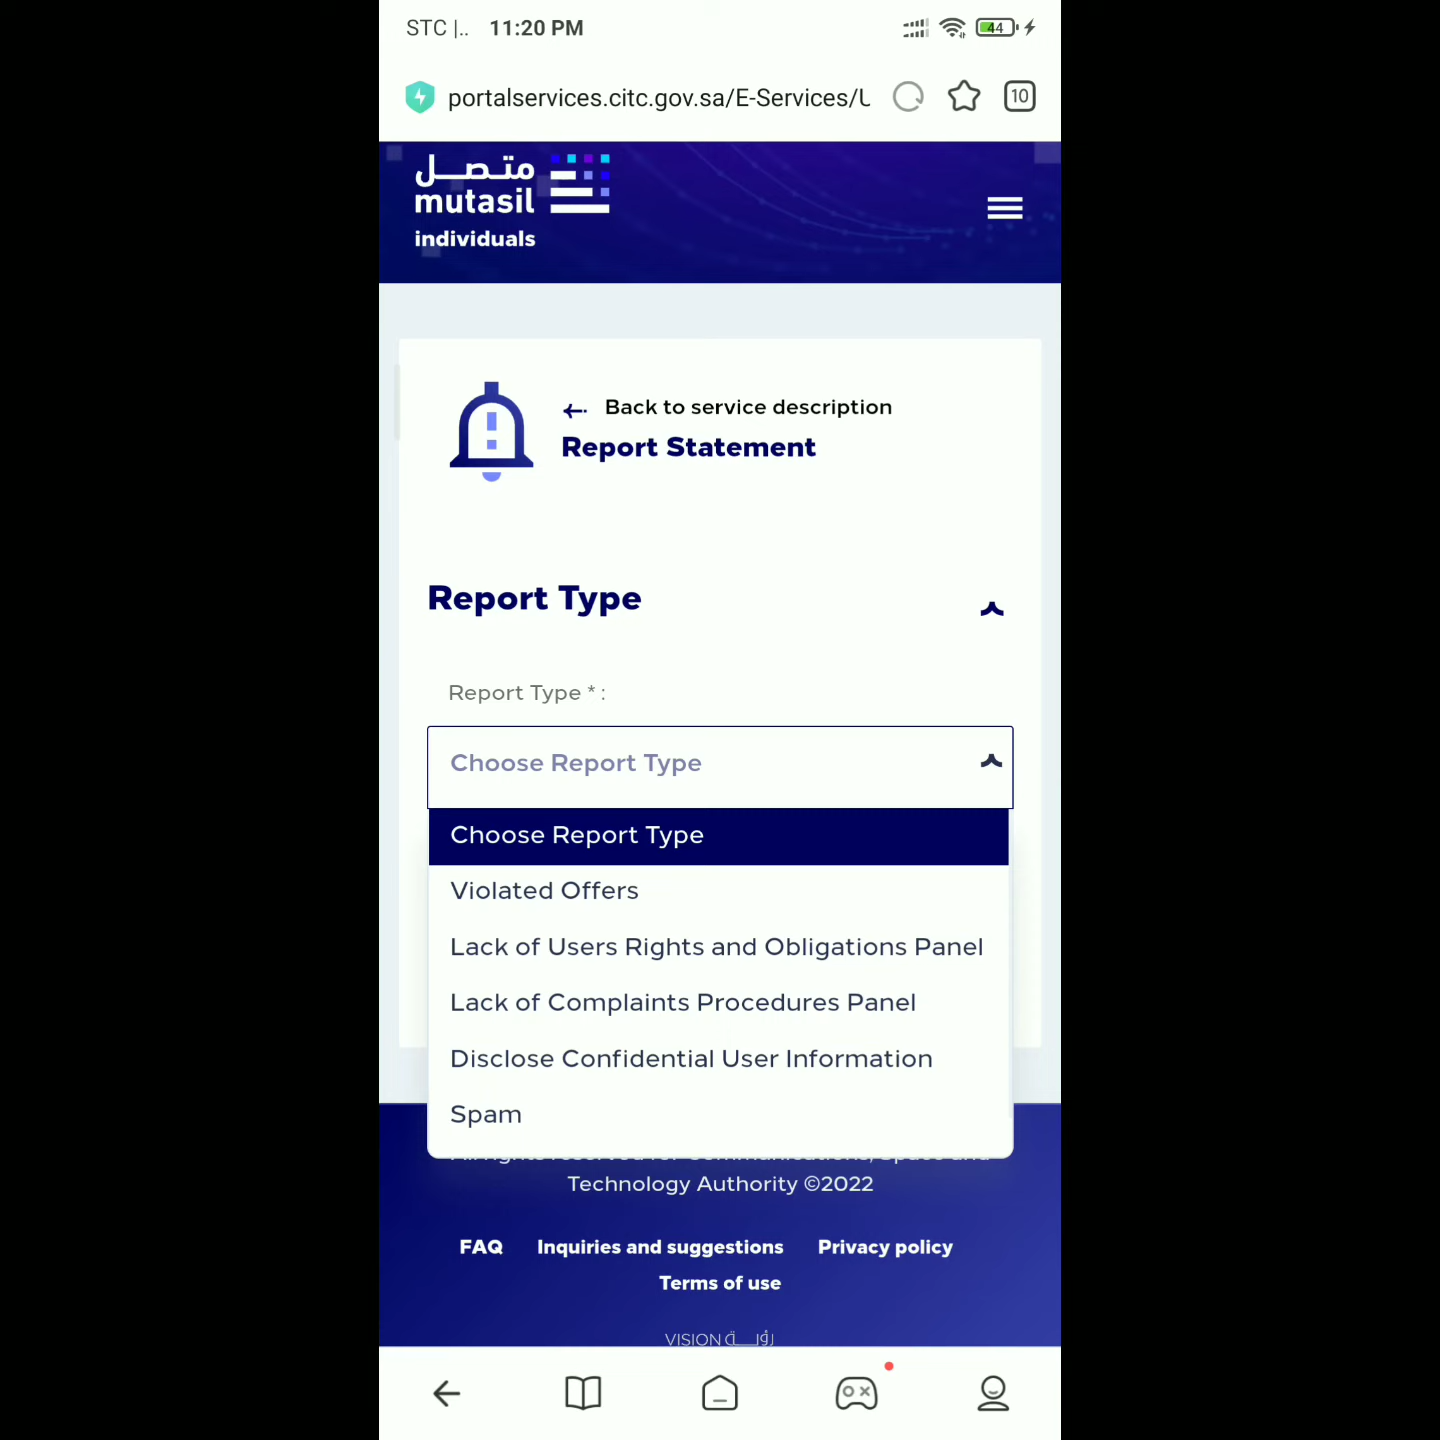 STC |.. 11:20 PM 44
portalservices.citc.gov.sa/E-Services/U 10
متصل
mutasil
individuals
Back to service description
Report Statement
Report Type
Report Type * :
Choose Report Type
Choose Report Type
Violated Offers
Lack of Users Rights and Obligations Panel
Lack of Complaints Procedures Panel
Disclose Confidential User Information
Spam
Technology Authority ©2022
FAQ Inquiries and suggestions Privacy policy
Terms of use
VISION رؤيـــة